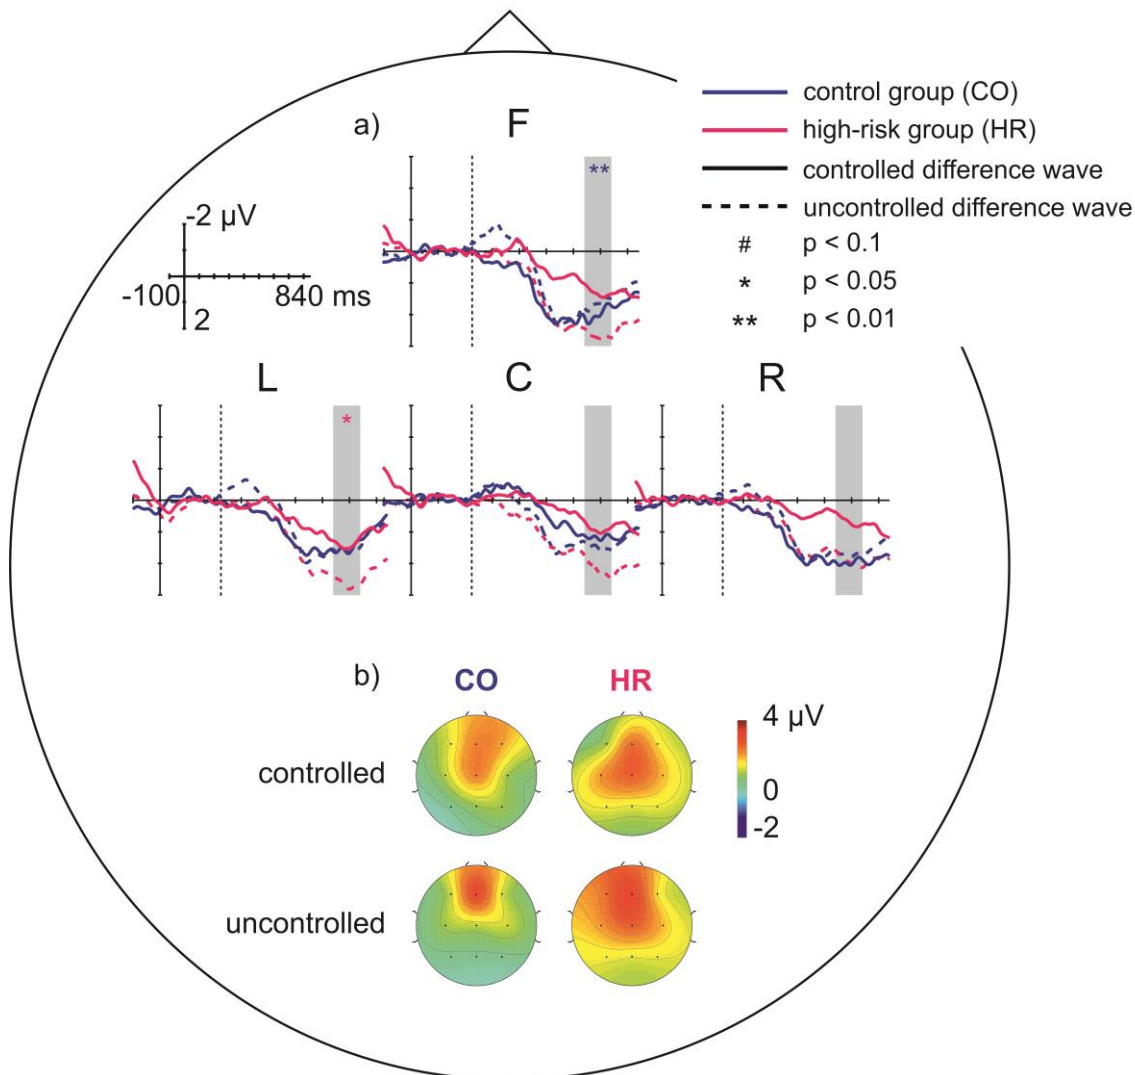 a)
F
control group (CO)
high-risk group (HR)
controlled difference wave
uncontrolled difference wave
# p < 0.1
* p < 0.05
** p < 0.01
**
-2 µV
-100 840 ms
2
L C R
*
b)
CO HR
controlled
4 µV
0
-2
uncontrolled